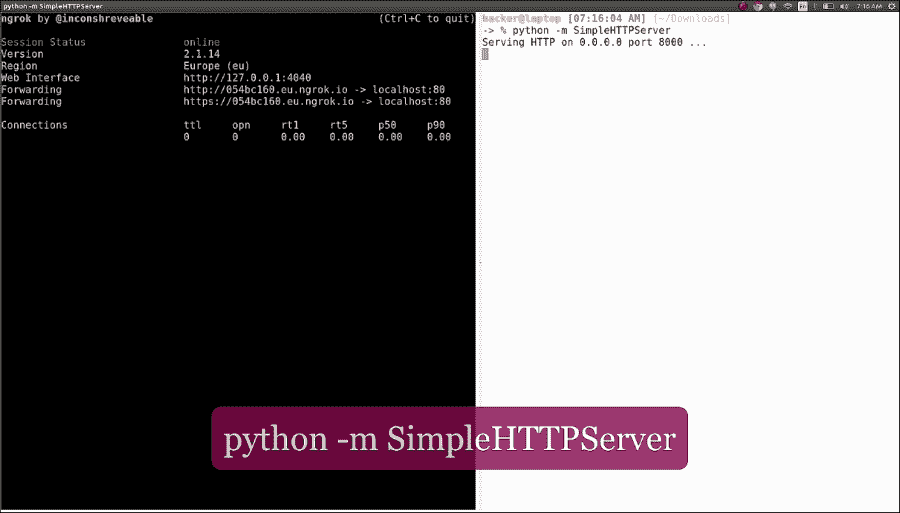 python -m SimpleHTTPServer
7:16 AM
ngrok by @inconshreveable (Ctrl+C to quit)
Session Status online
Version 2.1.14
Region Europe (eu)
Web Interface http://127.0.0.1:4040
Forwarding http://054bc160.eu.ngrok.io -> localhost:80
Forwarding https://054bc160.eu.ngrok.io -> localhost:80
Connections ttl opn rt1 rt5 p50 p90
0 0 0.00 0.00 0.00 0.00
hacker@laptop [07:16:04 AM] [~/Downloads]
-> % python -m SimpleHTTPServer
Serving HTTP on 0.0.0.0 port 8000 ...
python -m SimpleHTTPServer